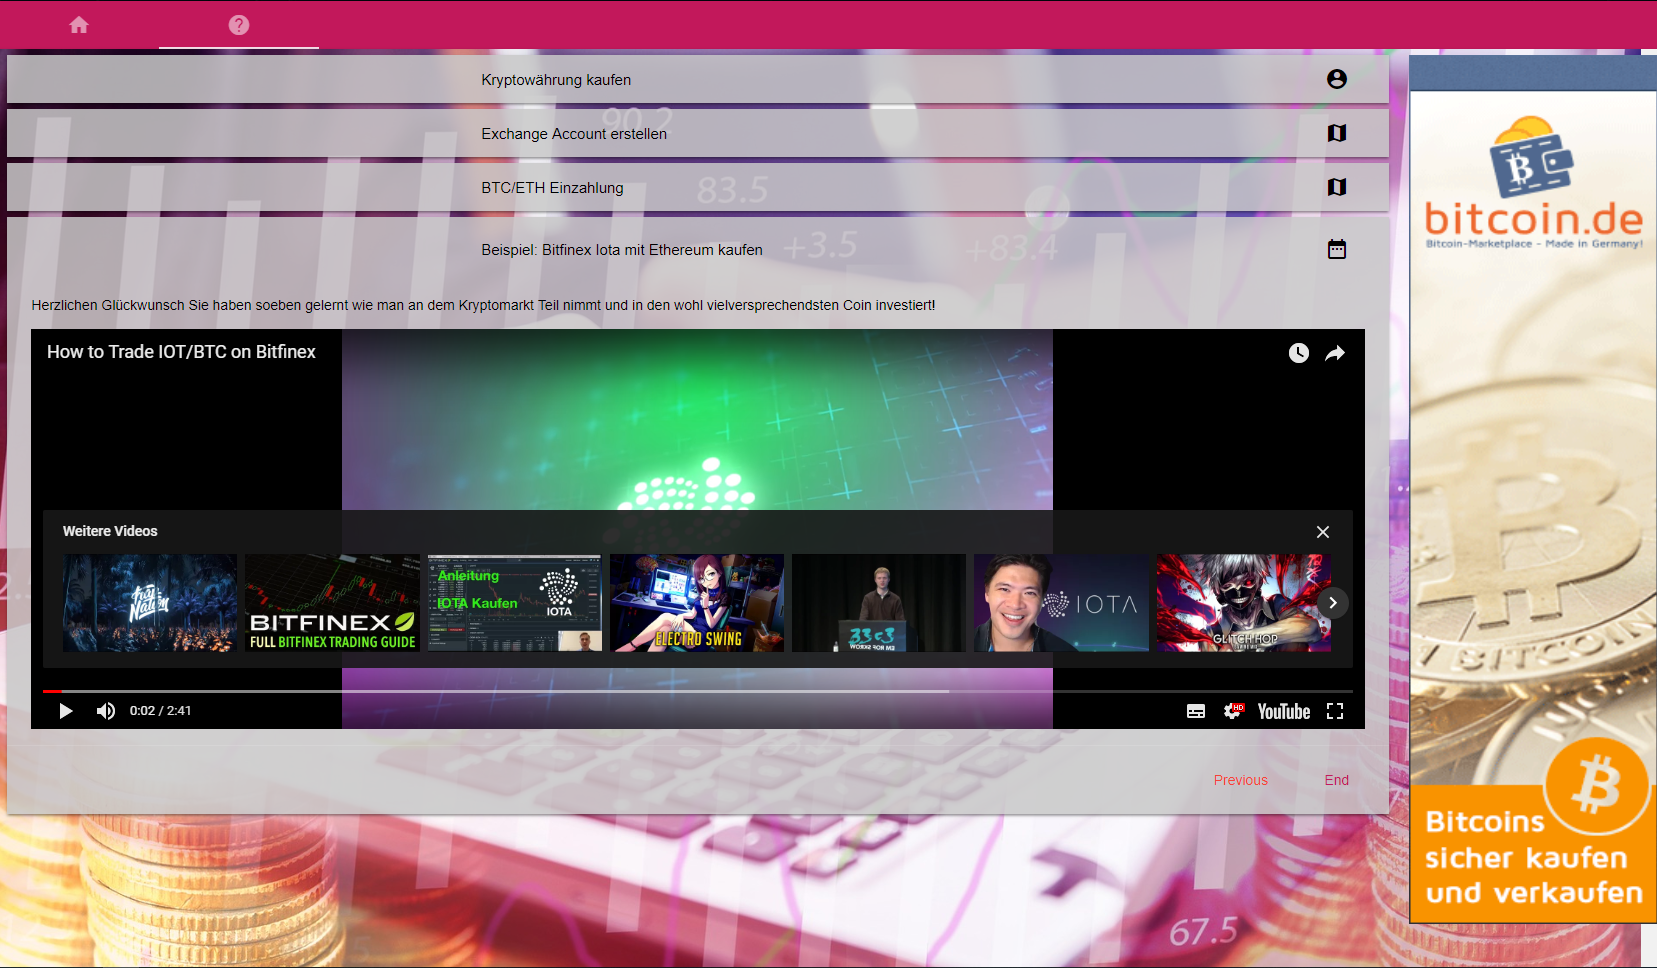 Kryptowährung kaufen
90.2
Exchange Account erstellen
83.5
BTC/ETH Einzahlung
+3.5
+83.4
Beispiel: Bitfinex Iota mit Ethereum kaufen
Herzlichen Glückwunsch Sie haben soeben gelernt wie man an dem Kryptomarkt Teil nimmt und in den wohl vielversprechendsten Coin investiert!
How to Trade IOT/BTC on Bitfinex
Weitere Videos
Trap Nation
BITFINEX
FULL BITFINEX TRADING GUIDE
Anleitung
IOTA Kaufen
IOTA
ELECTRO SWING
33c3
IOTA
GLITCH HOP
0:02 / 2:41
HD
YouTube
Previous
End
67.5
bitcoin.de
Bitcoin-Marketplace - Made in Germany!
BITCOIN
Bitcoins
sicher kaufen
und verkaufen